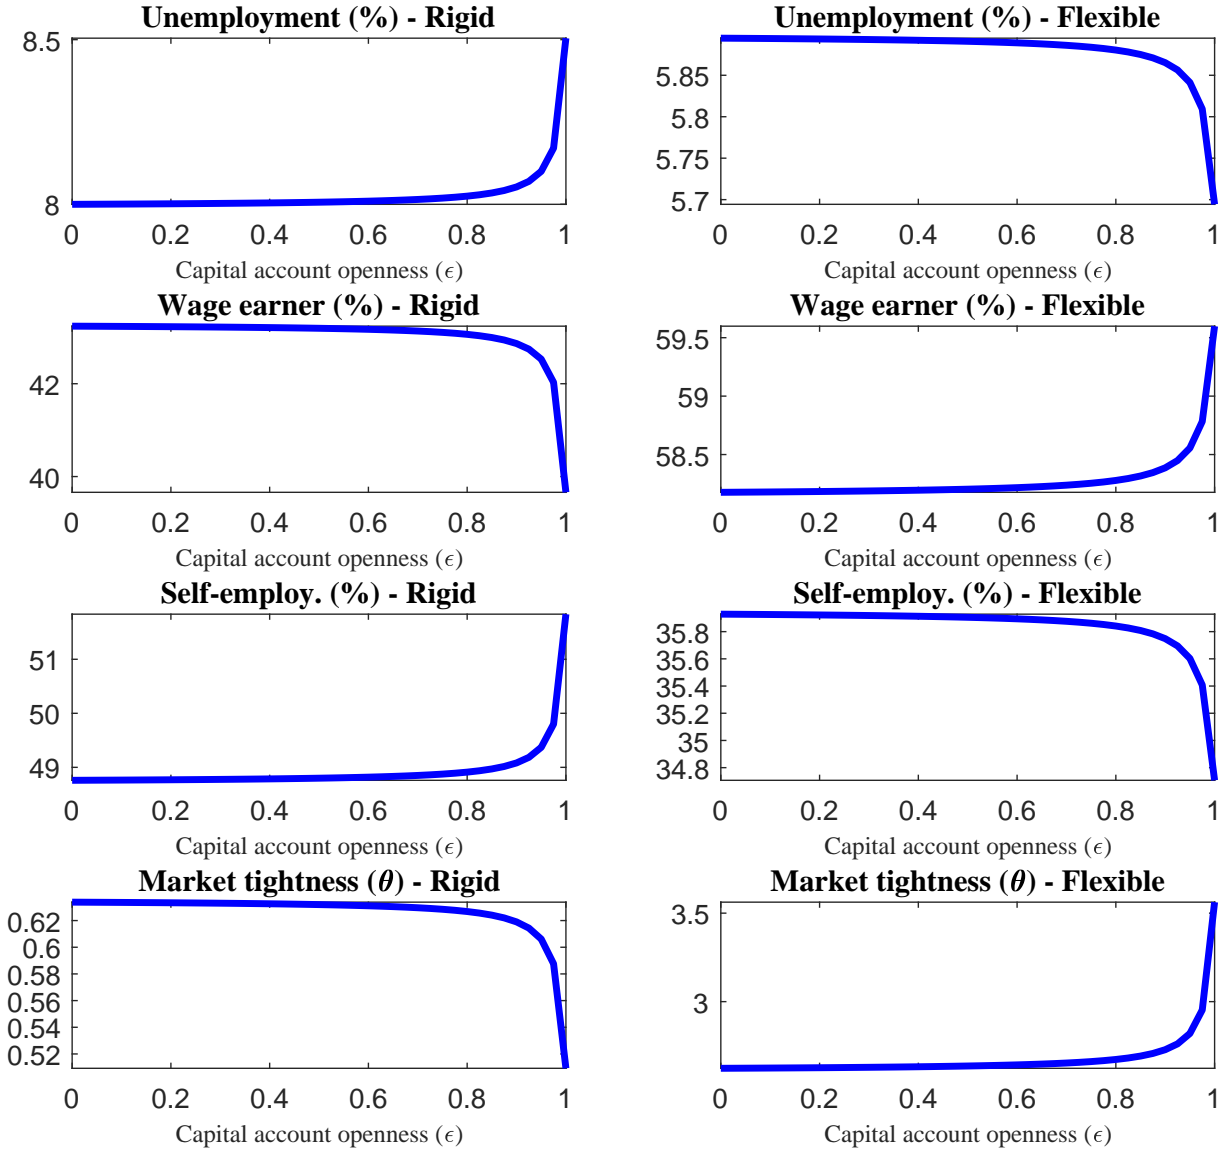 Unemployment (%) - Rigid
8.5
8
0 0.2 0.4 0.6 0.8 1
Capital account openness (ϵ)
Unemployment (%) - Flexible
5.85
5.8
5.75
5.7
0 0.2 0.4 0.6 0.8 1
Capital account openness (ϵ)
Wage earner (%) - Rigid
42
40
0 0.2 0.4 0.6 0.8 1
Capital account openness (ϵ)
Wage earner (%) - Flexible
59.5
59
58.5
0 0.2 0.4 0.6 0.8 1
Capital account openness (ϵ)
Self-employ. (%) - Rigid
51
50
49
0 0.2 0.4 0.6 0.8 1
Capital account openness (ϵ)
Self-employ. (%) - Flexible
35.8
35.6
35.4
35.2
35
34.8
0 0.2 0.4 0.6 0.8 1
Capital account openness (ϵ)
Market tightness (θ) - Rigid
0.62
0.6
0.58
0.56
0.54
0.52
0 0.2 0.4 0.6 0.8 1
Capital account openness (ϵ)
Market tightness (θ) - Flexible
3.5
3
0 0.2 0.4 0.6 0.8 1
Capital account openness (ϵ)